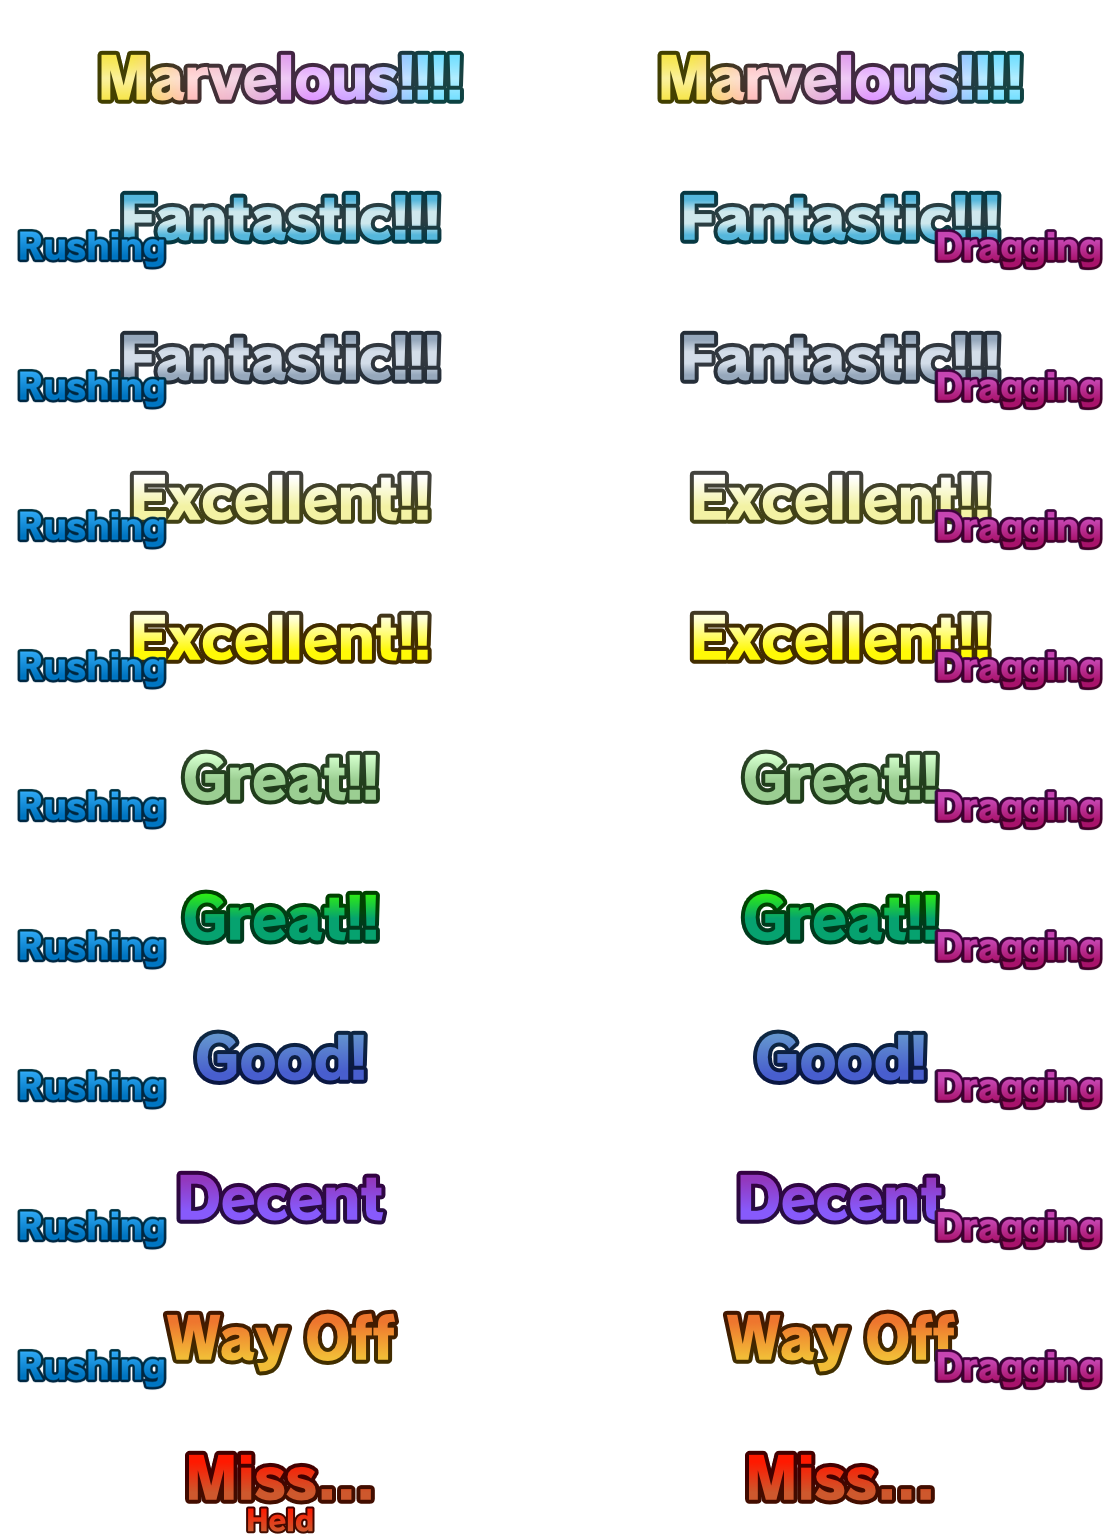 Marvelous!!!! Marvelous!!!!
Fantastic!!! Fantastic!!!
Rushing Dragging
Fantastic!!! Fantastic!!!
Rushing Dragging
Excellent!! Excellent!!
Rushing Dragging
Excellent!! Excellent!!
Rushing Dragging
Great!! Great!!
Rushing Dragging
Great!! Great!!
Rushing Dragging
Good! Good!
Rushing Dragging
Decent Decent
Rushing Dragging
Way Off Way Off
Rushing Dragging
Miss... Miss...
Held